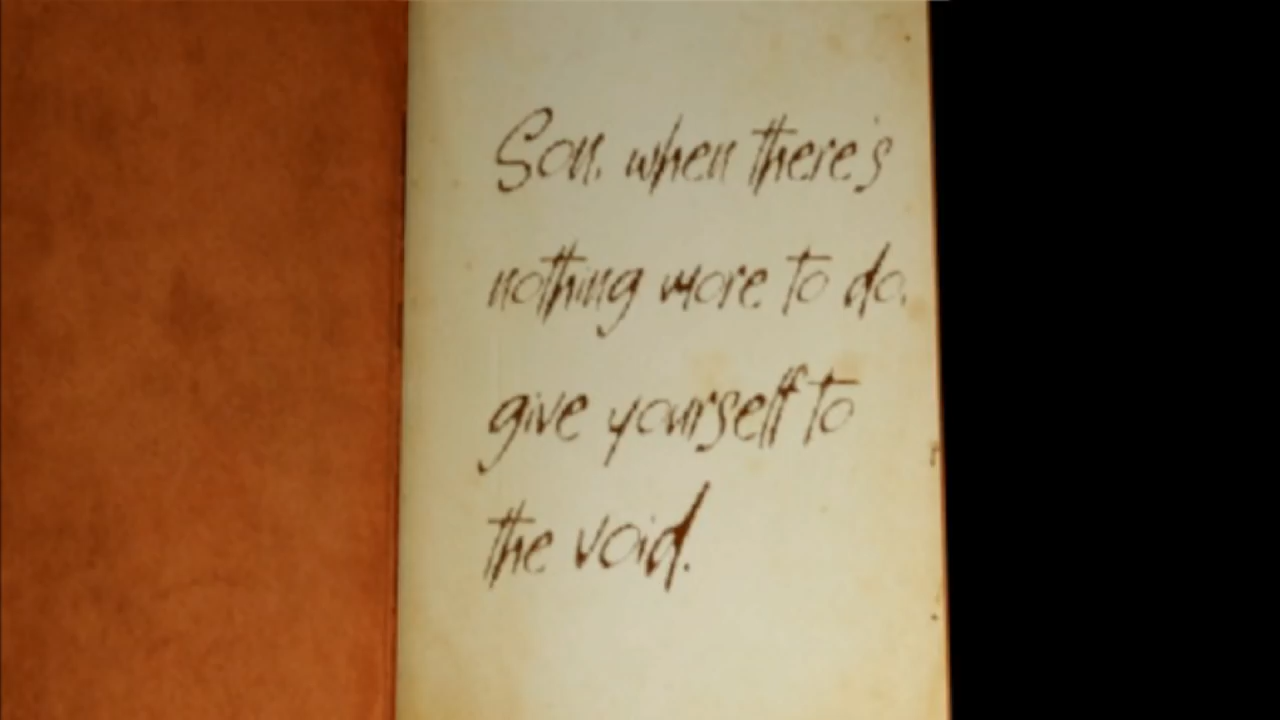 Son, when there's
nothing more to do,
give yourself to
the void.